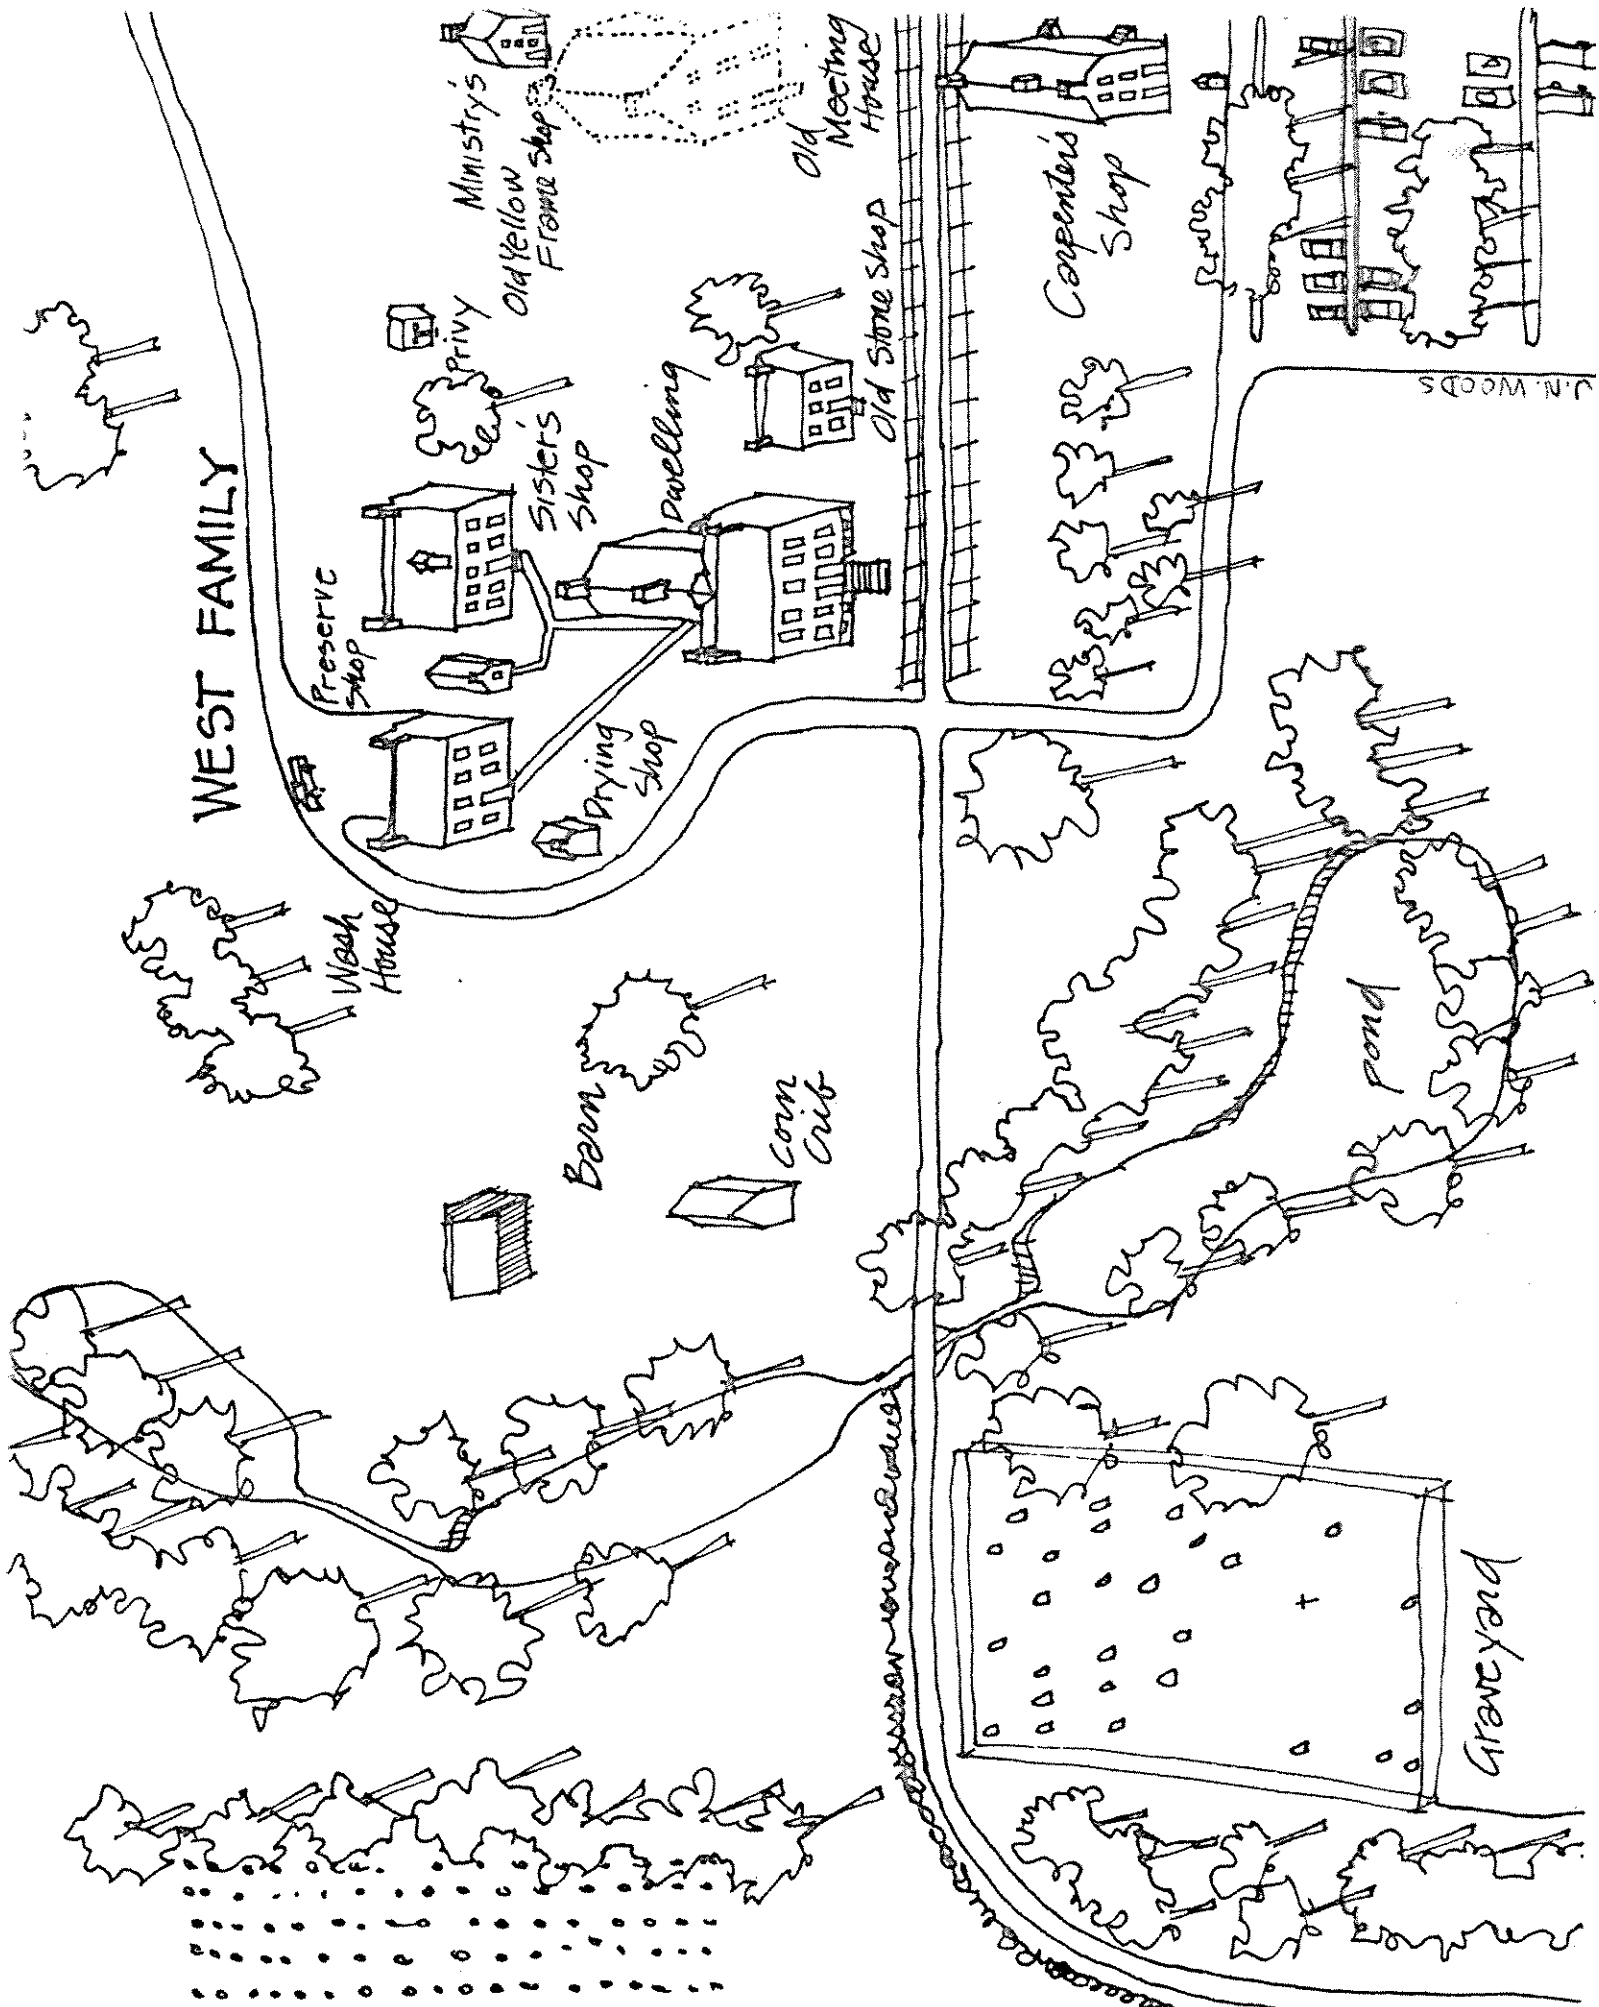 WEST FAMILY
Ministry's
Old Yellow
Frame Shop
Old
Meeting
House
Privy
Sister's
Shop
Dwelling
Old Stone Shop
Carpenter's
Shop
Preserve
Shop
Drying
Shop
Wash
House
Barn
Corn
Crib
Pond
Graveyard
J.N. WOODS